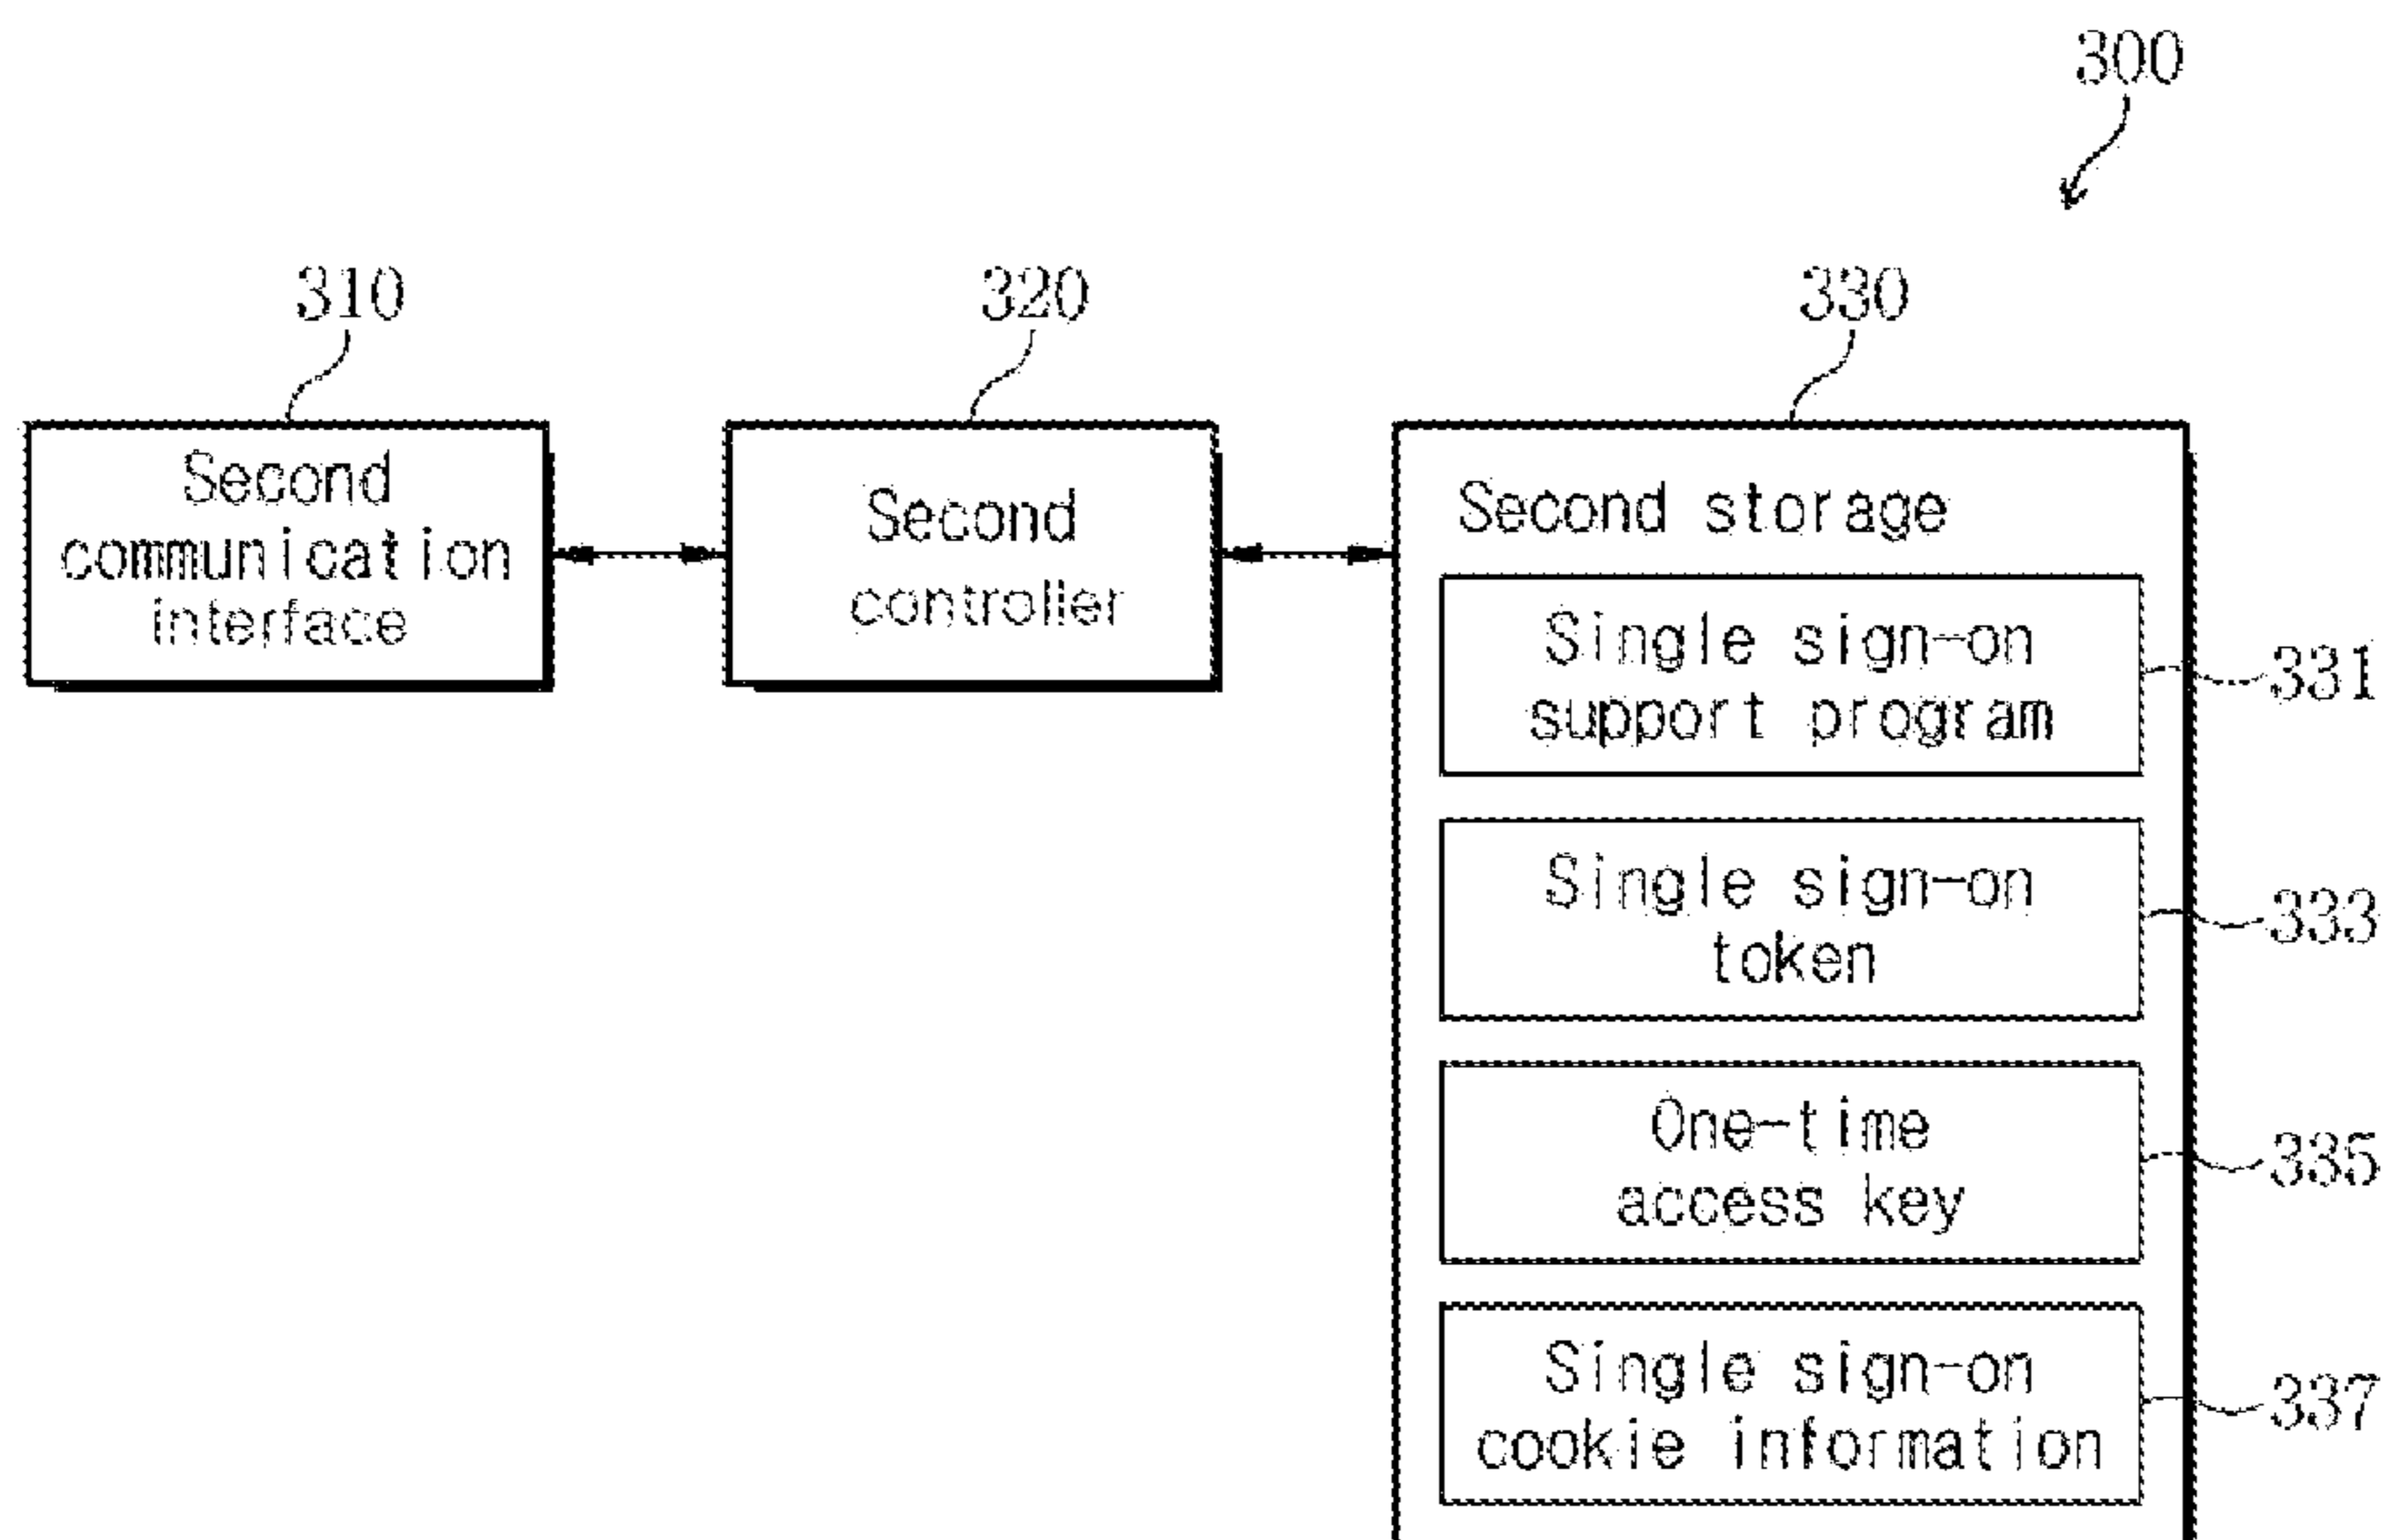 300
310
320
330
Second
communication
interface
Second
controller
Second storage
Single sign-on
support program
331
Single sign-on
token
333
One-time
access key
335
Single sign-on
cookie information
337